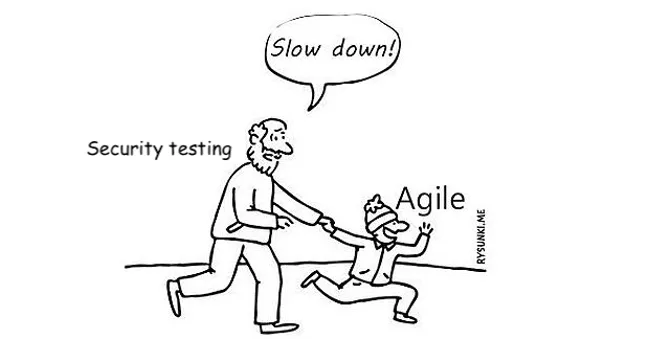 Slow down!
Security testing
Agile
RYSUNKI.ME